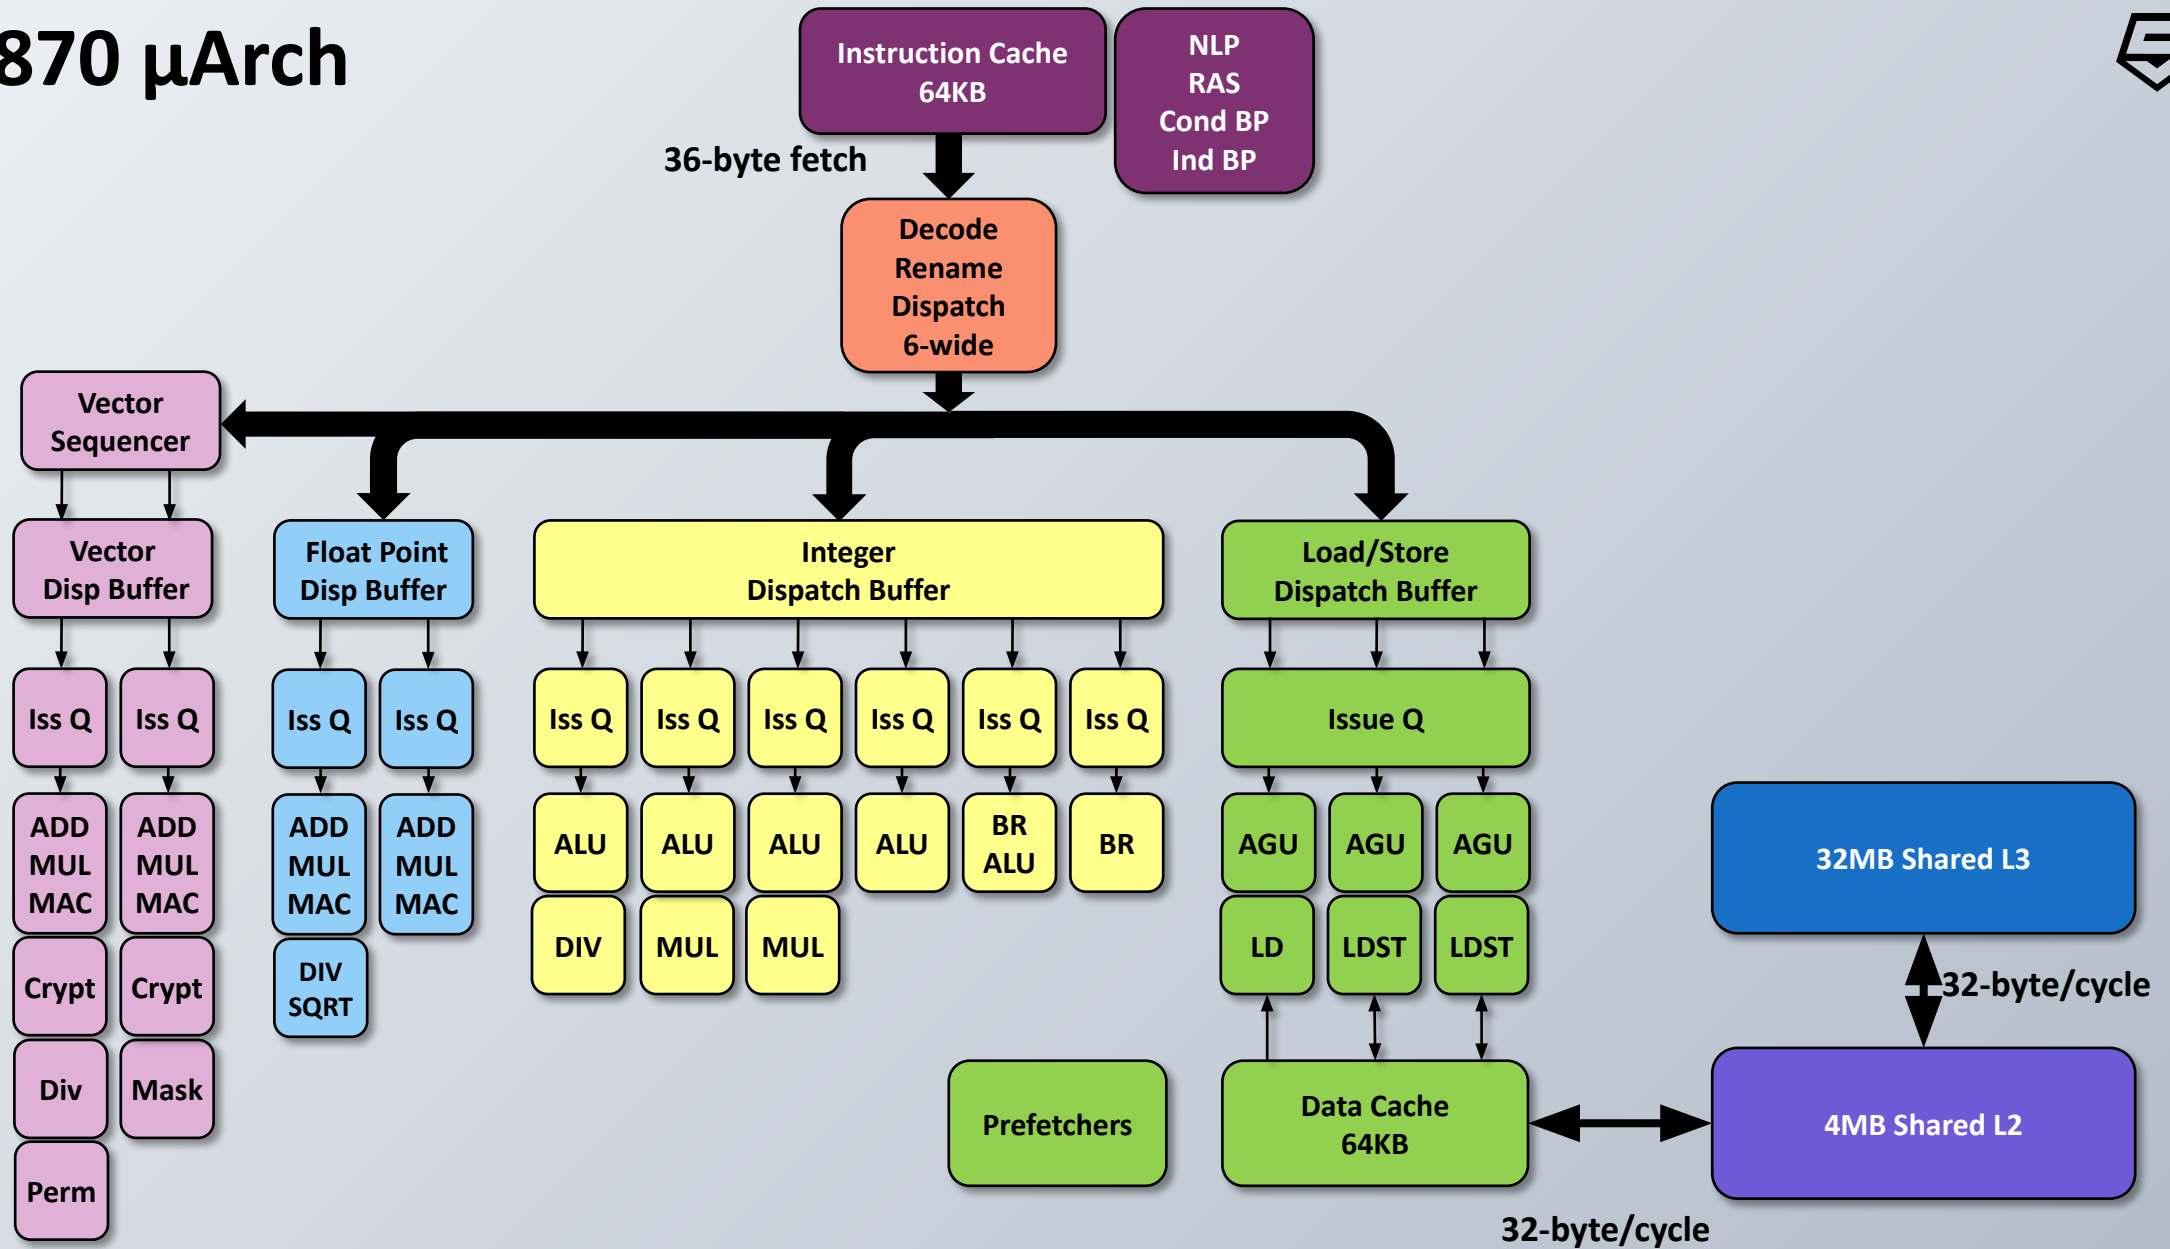 870 µArch
Instruction Cache
64KB
NLP
RAS
Cond BP
Ind BP
36-byte fetch
Decode
Rename
Dispatch
6-wide
Vector
Sequencer
Vector
Disp Buffer
Float Point
Disp Buffer
Integer
Dispatch Buffer
Load/Store
Dispatch Buffer
Iss Q
Iss Q
Iss Q
Iss Q
Iss Q
Iss Q
Iss Q
Iss Q
Iss Q
Iss Q
Issue Q
ADD
MUL
MAC
ADD
MUL
MAC
ADD
MUL
MAC
ADD
MUL
MAC
ALU
ALU
ALU
ALU
BR
ALU
BR
AGU
AGU
AGU
32MB Shared L3
Crypt
Crypt
DIV
SQRT
DIV
MUL
MUL
LD
LDST
LDST
32-byte/cycle
Div
Mask
Prefetchers
Data Cache
64KB
4MB Shared L2
Perm
32-byte/cycle